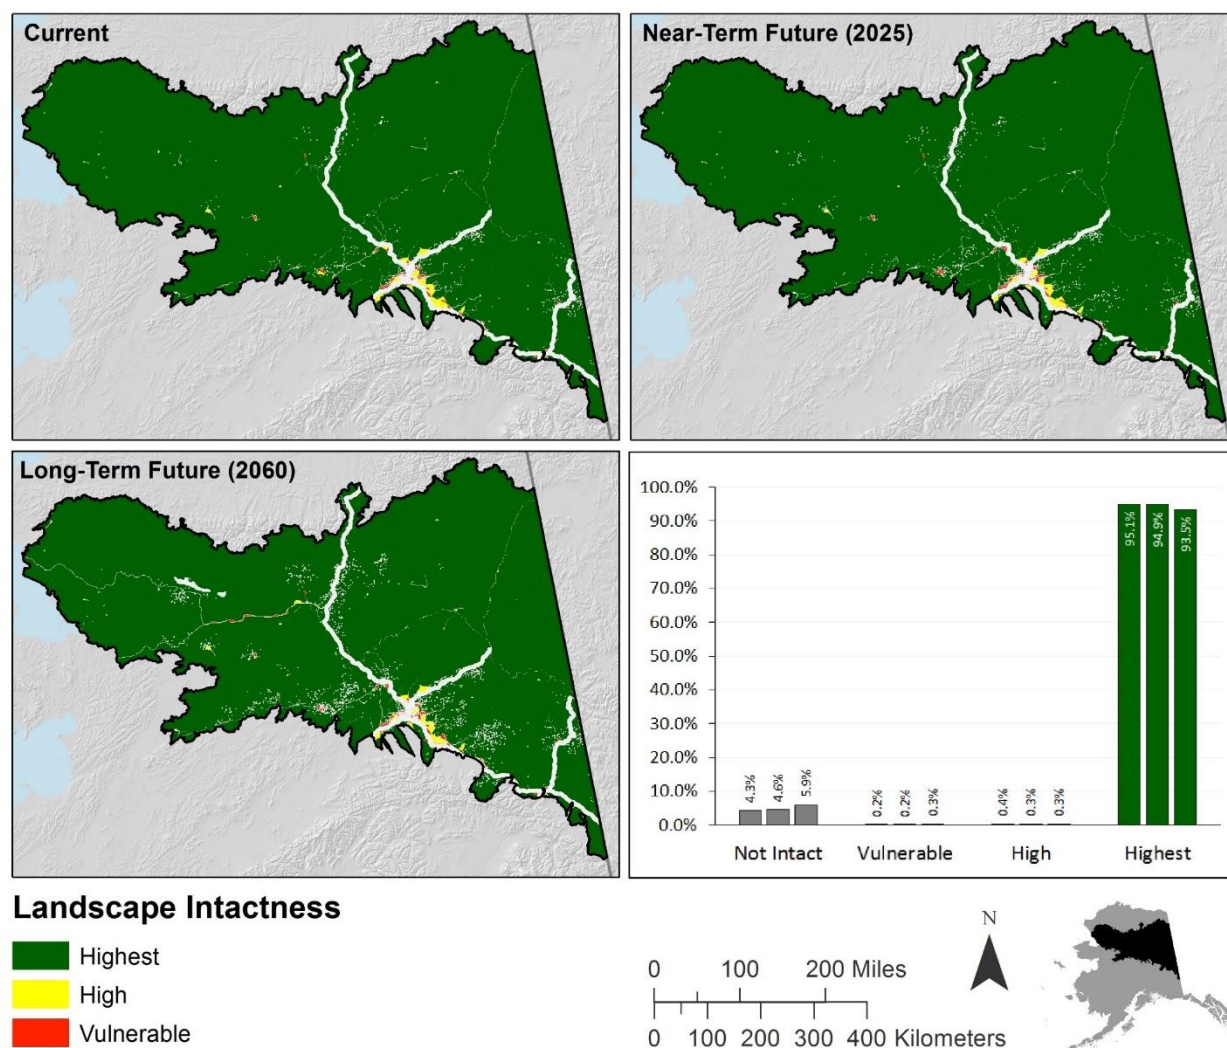 Current
Near-Term Future (2025)
Long-Term Future (2060)
100.0%
90.0%
80.0%
70.0%
60.0%
50.0%
40.0%
30.0%
20.0%
10.0%
0.0%
4.3%
4.6%
5.9%
0.2%
0.2%
0.3%
0.4%
0.3%
0.3%
95.1%
94.9%
93.5%
Not Intact
Vulnerable
High
Highest
Landscape Intactness
Highest
High
Vulnerable
0 100 200 Miles
0 100 200 300 400 Kilometers
N